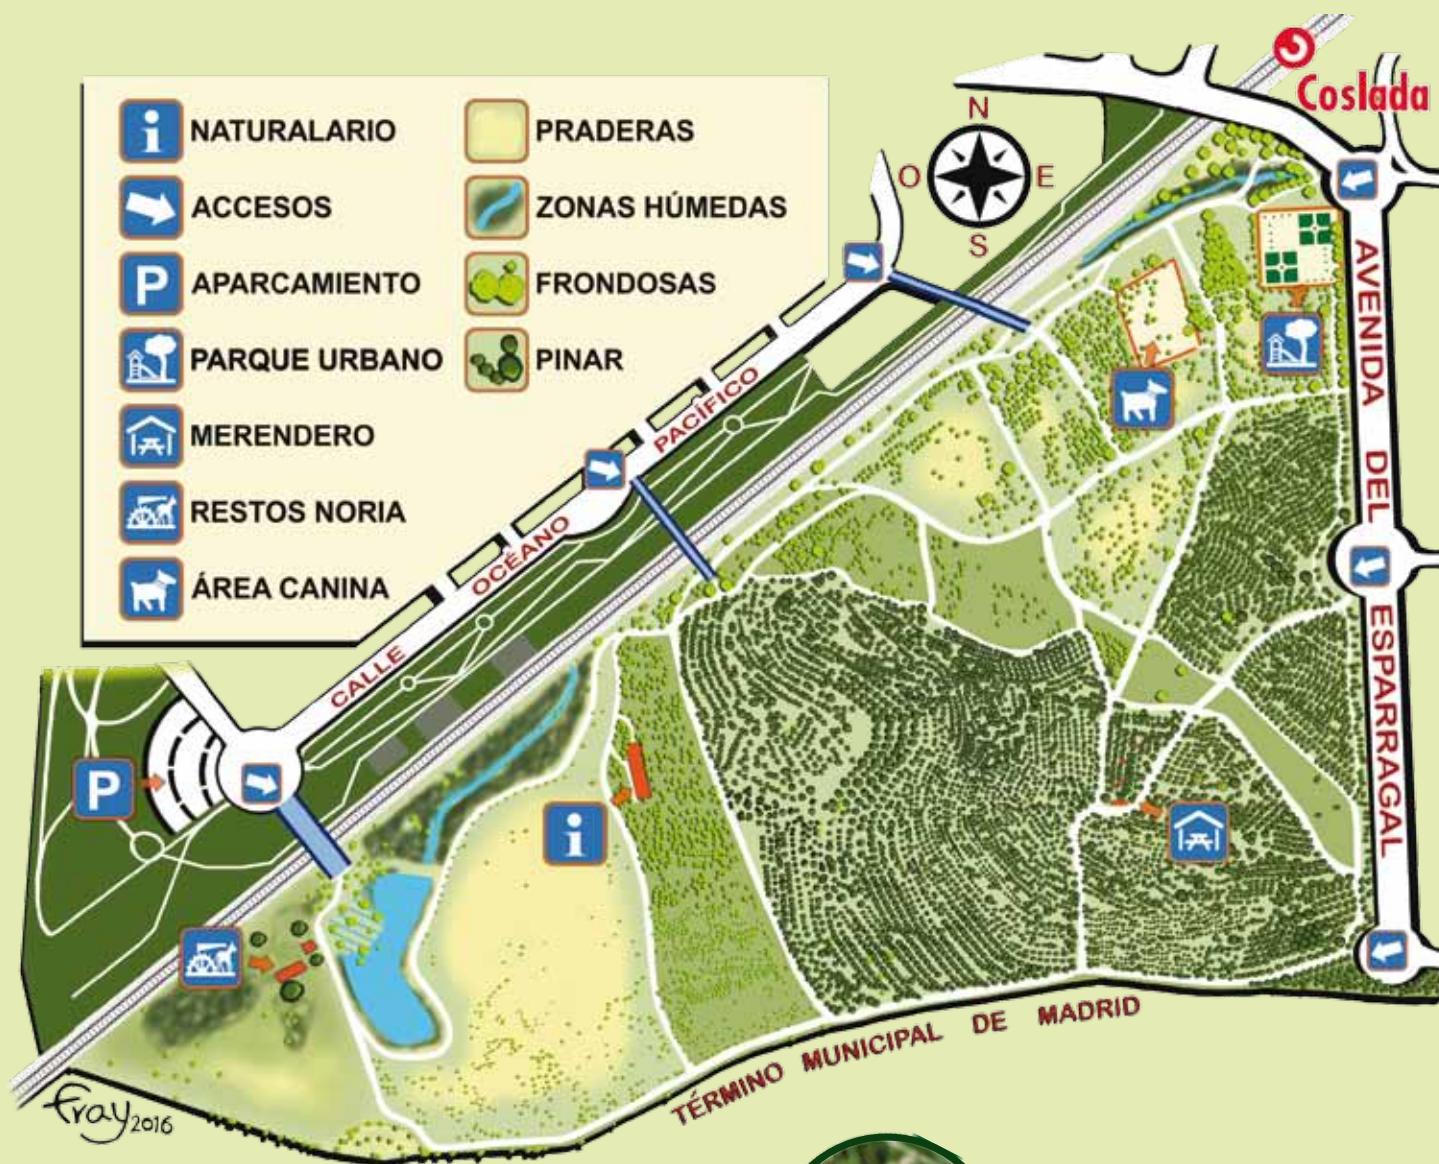 Coslada
N
O E
S
i NATURALARIO
ACCESOS
P APARCAMIENTO
PARQUE URBANO
MERENDERO
RESTOS NORIA
ÁREA CANINA
PRADERAS
ZONAS HÚMEDAS
FRONDOSAS
PINAR
CALLE OCÉANO PACÍFICO
AVENIDA DEL ESPARRAGAL
P
i
TÉRMINO MUNICIPAL DE MADRID
Fray 2016